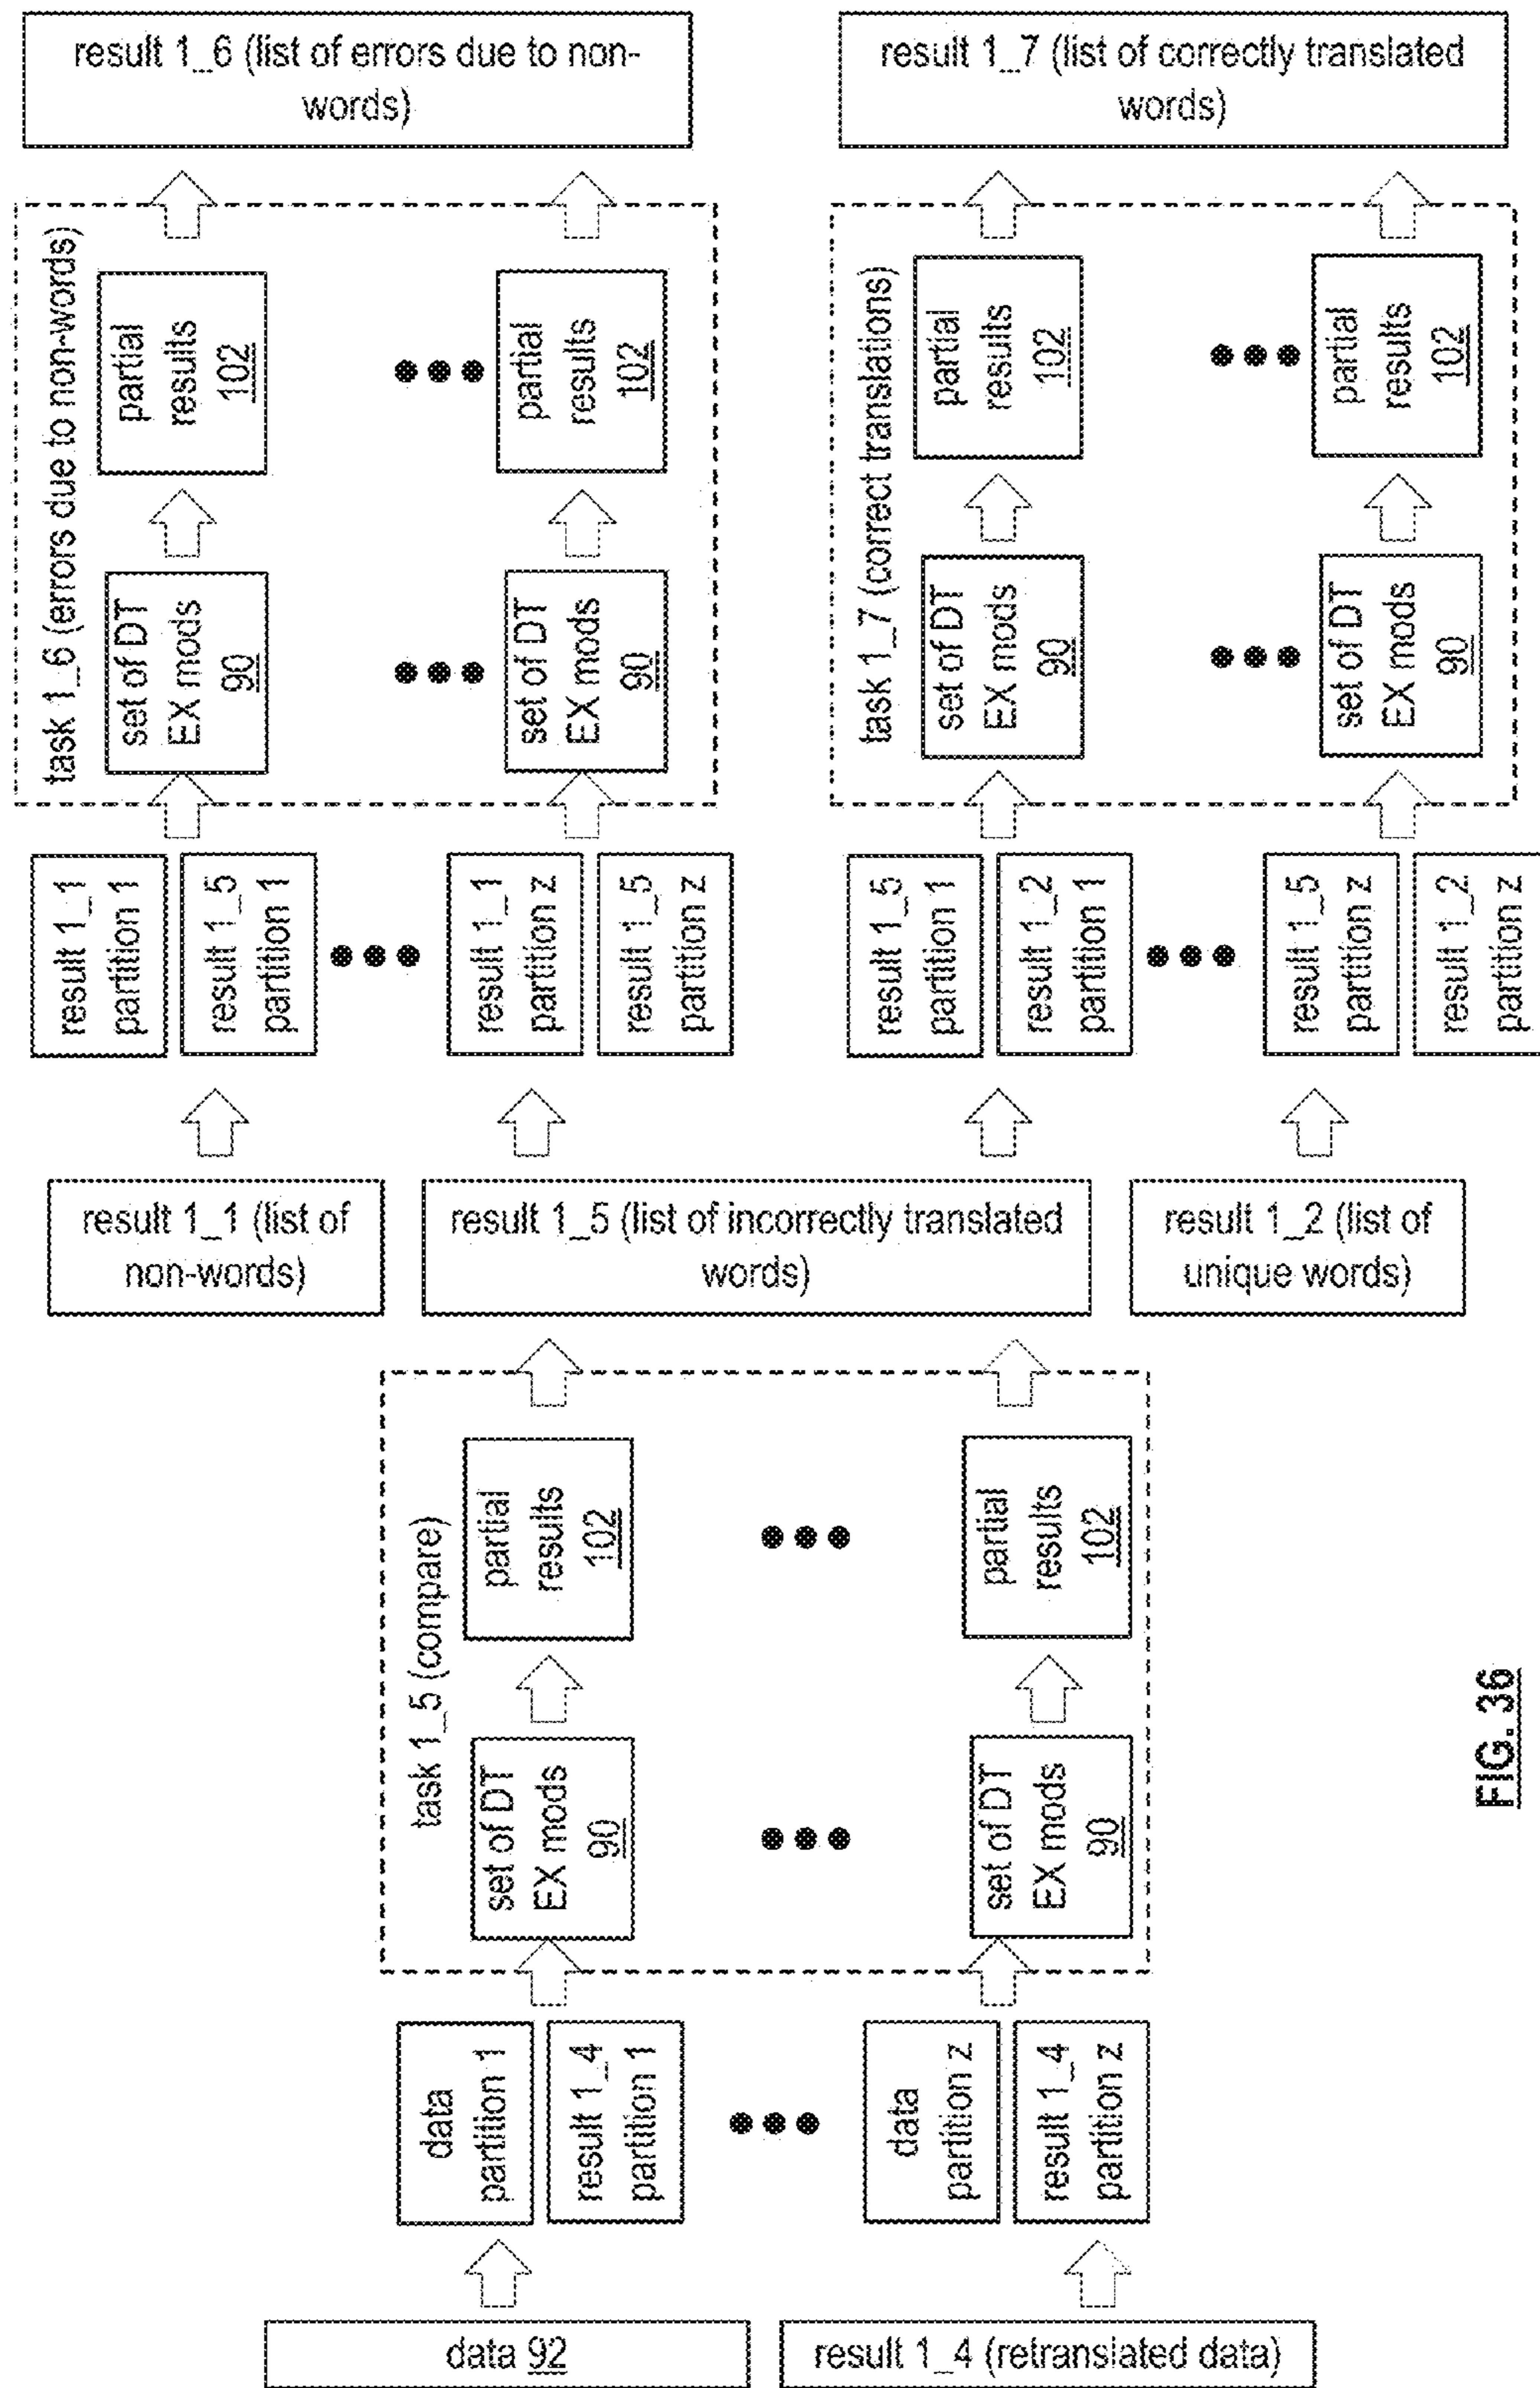 data 92
result 1_4 (retranslated data)
data
partition 1
result 1_4
partition 1
data
partition z
result 1_4
partition z
task 1_5 (compare)
set of DT
EX mods
90
partial
results
102
set of DT
EX mods
90
partial
results
102
result 1_1 (list of
non-words)
result 1_5 (list of incorrectly translated
words)
result 1_2 (list of
unique words)
result 1_1
partition 1
result 1_5
partition 1
result 1_1
partition z
result 1_5
partition z
task 1_6 (errors due to non-words)
set of DT
EX mods
90
partial
results
102
set of DT
EX mods
90
partial
results
102
result 1_6 (list of errors due to non-
words)
result 1_5
partition 1
result 1_2
partition 1
result 1_5
partition z
result 1_2
partition z
task 1_7 (correct translations)
set of DT
EX mods
90
partial
results
102
set of DT
EX mods
90
partial
results
102
result 1_7 (list of correctly translated
words)
FIG. 36